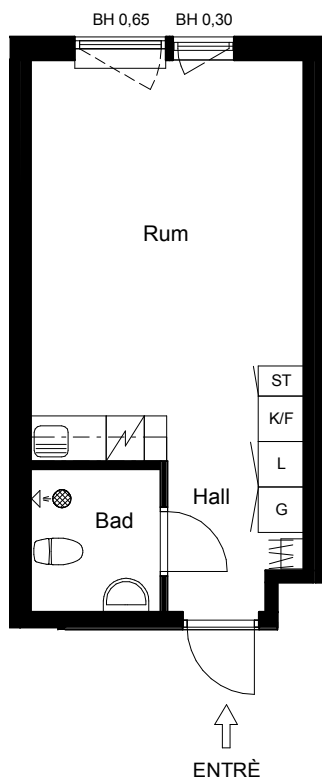 BH 0,65 BH 0,30
Rum
ST
K/F
L
Hall
G
Bad
ENTRÈ